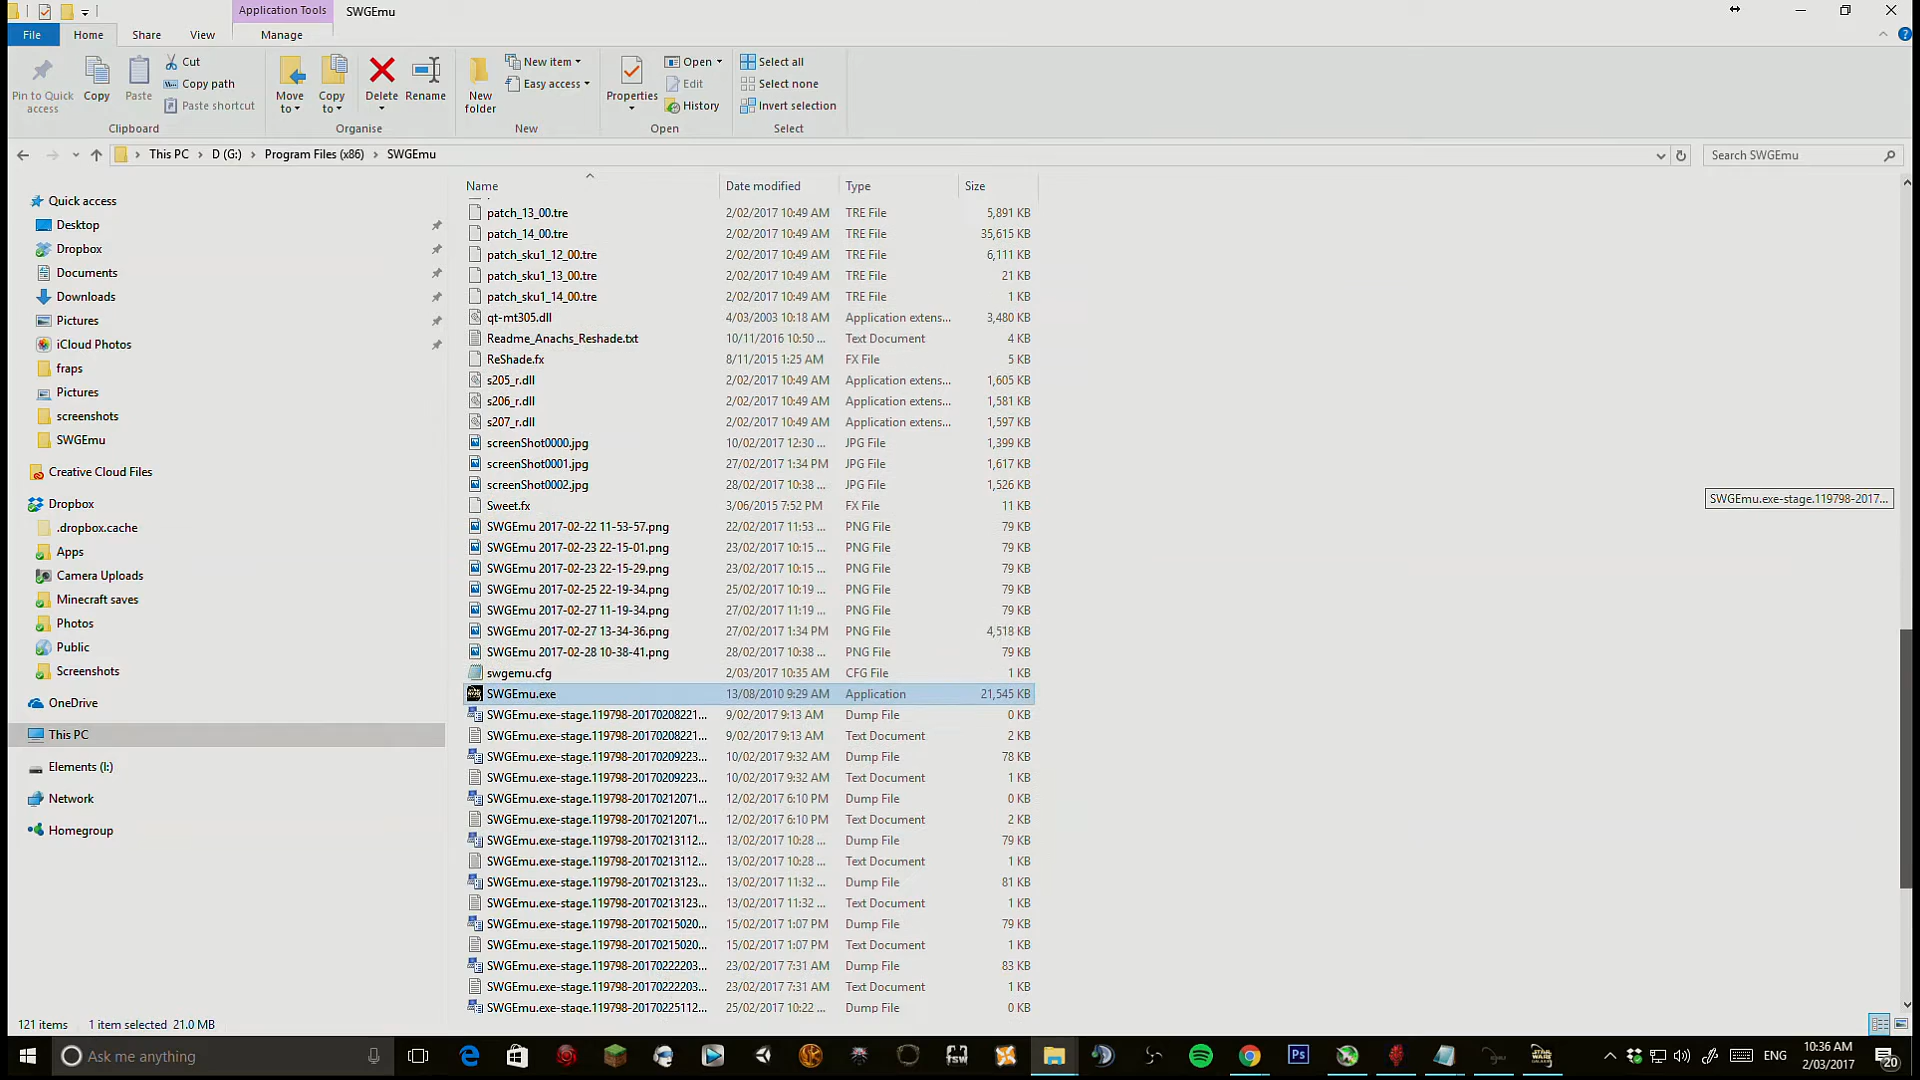 Application Tools SWGEmu
File Home Share View Manage
Pin to Quick access
Copy
Paste
Cut
Copy path
Paste shortcut
Clipboard
Move to
Copy to
Delete
Rename
Organise
New folder
New item
Easy access
New
Properties
Open
Edit
History
Open
Select all
Select none
Invert selection
Select
This PC > D (G:) > Program Files (x86) > SWGEmu
Search SWGEmu
Quick access
Desktop
Dropbox
Documents
Downloads
Pictures
iCloud Photos
fraps
Pictures
screenshots
SWGEmu
Creative Cloud Files
Dropbox
.dropbox.cache
Apps
Camera Uploads
Minecraft saves
Photos
Public
Screenshots
OneDrive
This PC
Elements (I:)
Network
Homegroup
Name Date modified Type Size
patch_13_00.tre 2/02/2017 10:49 AM TRE File 5,891 KB
patch_14_00.tre 2/02/2017 10:49 AM TRE File 35,615 KB
patch_sku1_12_00.tre 2/02/2017 10:49 AM TRE File 6,111 KB
patch_sku1_13_00.tre 2/02/2017 10:49 AM TRE File 21 KB
patch_sku1_14_00.tre 2/02/2017 10:49 AM TRE File 1 KB
qt-mt305.dll 4/03/2003 10:18 AM Application extens... 3,480 KB
Readme_Anachs_Reshade.txt 10/11/2016 10:50 ... Text Document 4 KB
ReShade.fx 8/11/2015 1:25 AM FX File 5 KB
s205_r.dll 2/02/2017 10:49 AM Application extens... 1,605 KB
s206_r.dll 2/02/2017 10:49 AM Application extens... 1,581 KB
s207_r.dll 2/02/2017 10:49 AM Application extens... 1,597 KB
screenShot0000.jpg 10/02/2017 12:30 ... JPG File 1,399 KB
screenShot0001.jpg 27/02/2017 1:34 PM JPG File 1,617 KB
screenShot0002.jpg 28/02/2017 10:38 ... JPG File 1,526 KB
Sweet.fx 3/06/2015 7:52 PM FX File 11 KB
SWGEmu 2017-02-22 11-53-57.png 22/02/2017 11:53 ... PNG File 79 KB
SWGEmu 2017-02-23 22-15-01.png 23/02/2017 10:15 ... PNG File 79 KB
SWGEmu 2017-02-23 22-15-29.png 23/02/2017 10:15 ... PNG File 79 KB
SWGEmu 2017-02-25 22-19-34.png 25/02/2017 10:19 ... PNG File 79 KB
SWGEmu 2017-02-27 11-19-34.png 27/02/2017 11:19 ... PNG File 79 KB
SWGEmu 2017-02-27 13-34-36.png 27/02/2017 1:34 PM PNG File 4,518 KB
SWGEmu 2017-02-28 10-38-41.png 28/02/2017 10:38 ... PNG File 79 KB
swgemu.cfg 2/03/2017 10:35 AM CFG File 1 KB
SWGEmu.exe 13/08/2010 9:29 AM Application 21,545 KB
SWGEmu.exe-stage.119798-20170208221... 9/02/2017 9:13 AM Dump File 0 KB
SWGEmu.exe-stage.119798-20170208221... 9/02/2017 9:13 AM Text Document 2 KB
SWGEmu.exe-stage.119798-20170209223... 10/02/2017 9:32 AM Dump File 78 KB
SWGEmu.exe-stage.119798-20170209223... 10/02/2017 9:32 AM Text Document 1 KB
SWGEmu.exe-stage.119798-20170212071... 12/02/2017 6:10 PM Dump File 0 KB
SWGEmu.exe-stage.119798-20170212071... 12/02/2017 6:10 PM Text Document 2 KB
SWGEmu.exe-stage.119798-20170213112... 13/02/2017 10:28 ... Dump File 79 KB
SWGEmu.exe-stage.119798-20170213112... 13/02/2017 10:28 ... Text Document 1 KB
SWGEmu.exe-stage.119798-20170213123... 13/02/2017 11:32 ... Dump File 81 KB
SWGEmu.exe-stage.119798-20170213123... 13/02/2017 11:32 ... Text Document 1 KB
SWGEmu.exe-stage.119798-20170215020... 15/02/2017 1:07 PM Dump File 79 KB
SWGEmu.exe-stage.119798-20170215020... 15/02/2017 1:07 PM Text Document 1 KB
SWGEmu.exe-stage.119798-20170222203... 23/02/2017 7:31 AM Dump File 83 KB
SWGEmu.exe-stage.119798-20170222203... 23/02/2017 7:31 AM Text Document 1 KB
SWGEmu.exe-stage.119798-20170225112... 25/02/2017 10:22 ... Dump File 0 KB
SWGEmu.exe-stage.119798-2017...
121 items 1 item selected 21.0 MB
Ask me anything
TSW
Ps
ENG
10:36 AM
2/03/2017
20